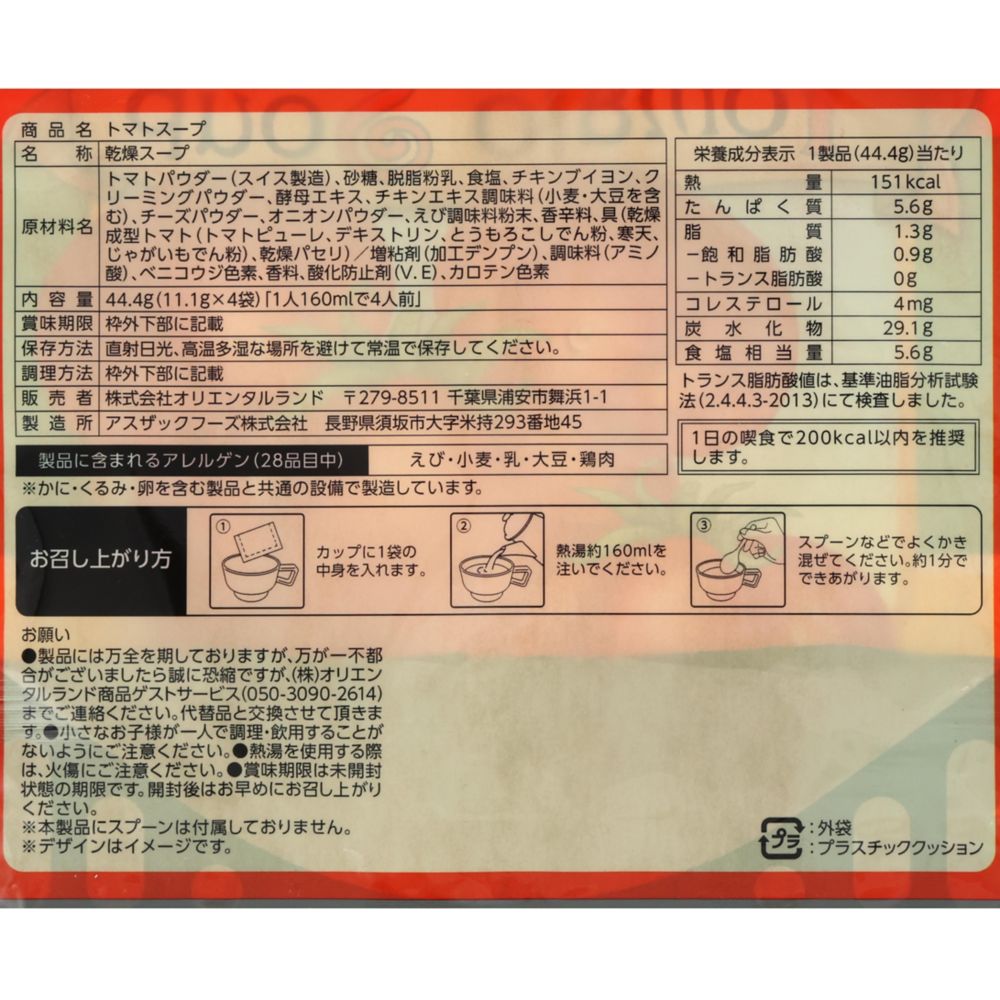 商品名 トマトスープ
名称 乾燥スープ
原材料名 トマトパウダー(スイス製造)、砂糖、脱脂粉乳、食塩、チキンブイヨン、ク
リーミングパウダー、酵母エキス、チキンエキス調味料(小麦・大豆を含
む)、チーズパウダー、オニオンパウダー、えび調味料粉末、香辛料、具(乾燥
成型トマト(トマトピューレ、デキストリン、とうもろこしでん粉、寒天、
じゃがいもでん粉)、乾燥パセリ)/増粘剤(加工デンプン)、調味料(アミノ
酸)、ベニコウジ色素、香料、酸化防止剤(V.E)、カロテン色素
内容量 44.4g(11.1g×4袋)「1人160mlで4人前」
賞味期限 枠外下部に記載
保存方法 直射日光、高温多湿な場所を避けて常温で保存してください。
調理方法 枠外下部に記載
販売者 株式会社オリエンタルランド 〒279-8511 千葉県浦安市舞浜1-1
製造所 アスザックフーズ株式会社 長野県須坂市大字米持293番地45
製品に含まれるアレルゲン(28品目中) えび・小麦・乳・大豆・鶏肉
※かに・くるみ・卵を含む製品と共通の設備で製造しています。
栄養成分表示 1製品(44.4g)当たり
熱量 151kcal
たんぱく質 5.6g
脂質 1.3g
-飽和脂肪酸 0.9g
-トランス脂肪酸 0g
コレステロール 4mg
炭水化物 29.1g
食塩相当量 5.6g
トランス脂肪酸値は、基準油脂分析試験
法(2.4.4.3-2013)にて検査しました。
1日の喫食で200kcal以内を推奨
します。
お召し上がり方
①
カップに1袋の
中身を入れます。
②
熱湯約160mlを
注いでください。
③
スプーンなどでよくかき
混ぜてください。約1分で
できあがります。
お願い
●製品には万全を期しておりますが、万が一不都
合がございましたら誠に恐縮ですが、(株)オリエン
タルランド商品ゲストサービス(050-3090-2614)
までご連絡ください。代替品と交換させて頂きま
す。●小さなお子様が一人で調理・飲用することが
ないようにご注意ください。●熱湯を使用する際
は、火傷にご注意ください。●賞味期限は未開封
状態の期限です。開封後はお早めにお召し上がり
ください。
※本製品にスプーンは付属しておりません。
※デザインはイメージです。
プラ :外袋
:プラスチッククッション